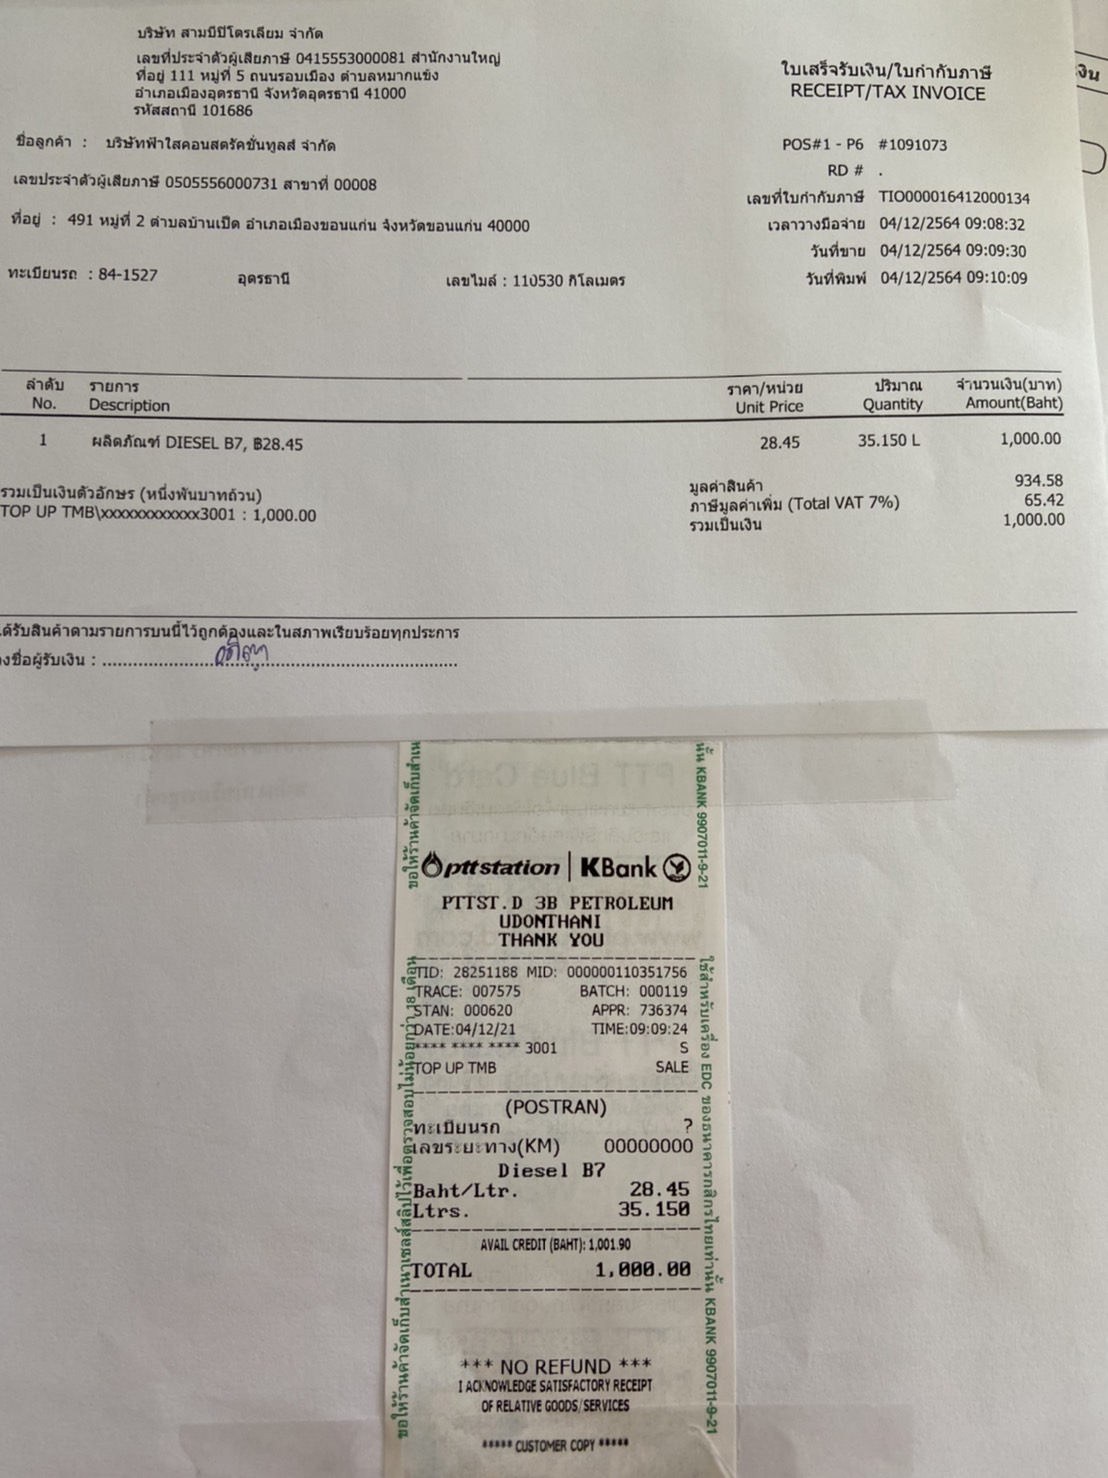 บริษัท สามบีปิโตรเลียม จำกัด
เลขที่ประจำตัวผู้เสียภาษี 0415553000081 สำนักงานใหญ่
ที่อยู่ 111 หมู่ที่ 5 ถนนรอบเมือง ตำบลหมากแข้ง
อำเภอเมืองอุดรธานี จังหวัดอุดรธานี 41000
รหัสสถานี 101686
งิน
ใบเสร็จรับเงิน/ใบกำกับภาษี
RECEIPT/TAX INVOICE
ชื่อลูกค้า : บริษัทฟ้าใสคอนสตรัคชั่นทูลส์ จำกัด
เลขประจำตัวผู้เสียภาษี 0505556000731 สาขาที่ 00008
ที่อยู่ : 491 หมู่ที่ 2 ตำบลบ้านเป็ด อำเภอเมืองขอนแก่น จังหวัดขอนแก่น 40000
ทะเบียนรถ : 84-1527 อุดรธานี เลขไมล์ : 110530 กิโลเมตร
POS#1 - P6 #1091073
RD # .
เลขที่ใบกำกับภาษี TIO000016412000134
เวลาวางมือจ่าย 04/12/2564 09:08:32
วันที่ขาย 04/12/2564 09:09:30
วันที่พิมพ์ 04/12/2564 09:10:09
ลำดับ รายการ ราคา/หน่วย ปริมาณ จำนวนเงิน(บาท)
No. Description Unit Price Quantity Amount(Baht)
1 ผลิตภัณฑ์ DIESEL B7, ฿28.45 28.45 35.150 L 1,000.00
รวมเป็นเงินตัวอักษร (หนึ่งพันบาทถ้วน)
TOP UP TMB\xxxxxxxxxxxx3001 : 1,000.00
มูลค่าสินค้า 934.58
ภาษีมูลค่าเพิ่ม (Total VAT 7%) 65.42
รวมเป็นเงิน 1,000.00
ได้รับสินค้าตามรายการบนนี้ไว้ถูกต้องและในสภาพเรียบร้อยทุกประการ
งชื่อผู้รับเงิน :
pttstation | KBank
PTTST.D 3B PETROLEUM
UDONTHANI
THANK YOU
TID: 28251188 MID: 000000110351756
TRACE: 007575 BATCH: 000119
STAN: 000620 APPR: 736374
DATE:04/12/21 TIME:09:09:24
**** **** **** 3001 S
TOP UP TMB SALE
(POSTRAN)
ทะเบียนรถ ?
เลขระยะทาง(KM) 00000000
Diesel B7
Baht/Ltr. 28.45
Ltrs. 35.150
AVAIL CREDIT (BAHT): 1,001.90
TOTAL 1,000.00
*** NO REFUND ***
I ACKNOWLEDGE SATISFACTORY RECEIPT
OF RELATIVE GOODS/SERVICES
***** CUSTOMER COPY *****
ขอให้ร้านค้าจัดเก็บสำเนา
ขอให้ร้านค้าจัดเก็บสำเนาเซลส์สลิปไว้เพื่อตรวจสอบไม่น้อยกว่า 18 เดือน
นั้น KBANK 9907011-9-21
ใช้สำหรับเครื่อง EDC ของธนาคารกสิกรไทยเท่านั้น KBANK 9907011-9-21